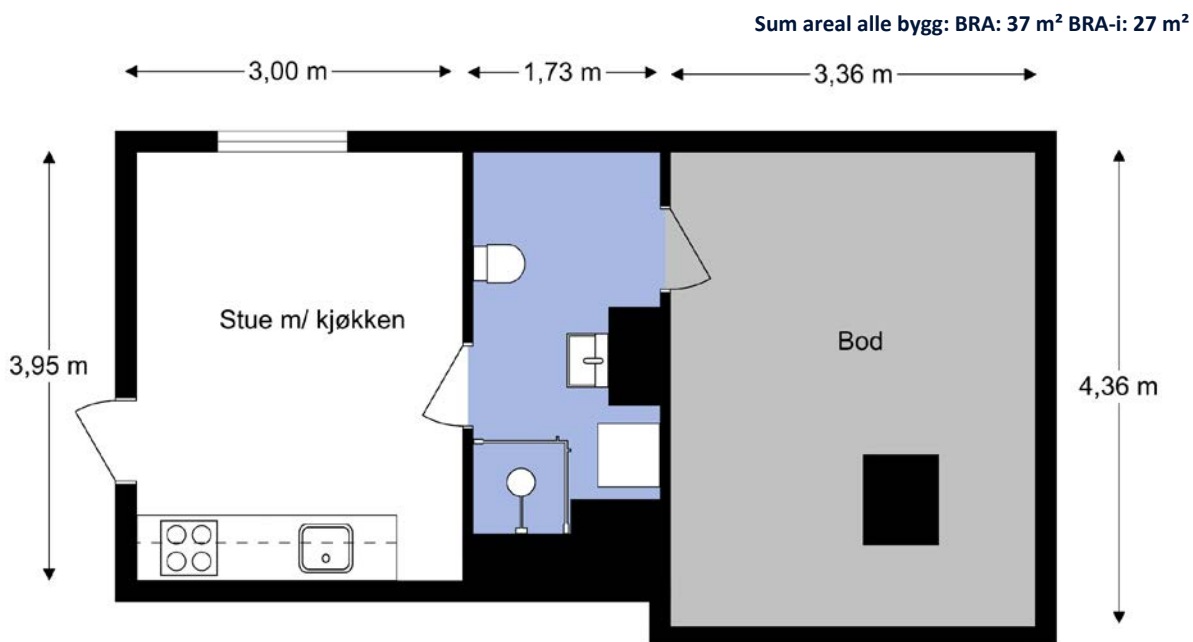 Sum areal alle bygg: BRA: 37 m² BRA-i: 27 m²
3,00 m
1,73 m
3,36 m
Stue m/ kjøkken
Bod
3,95 m
4,36 m